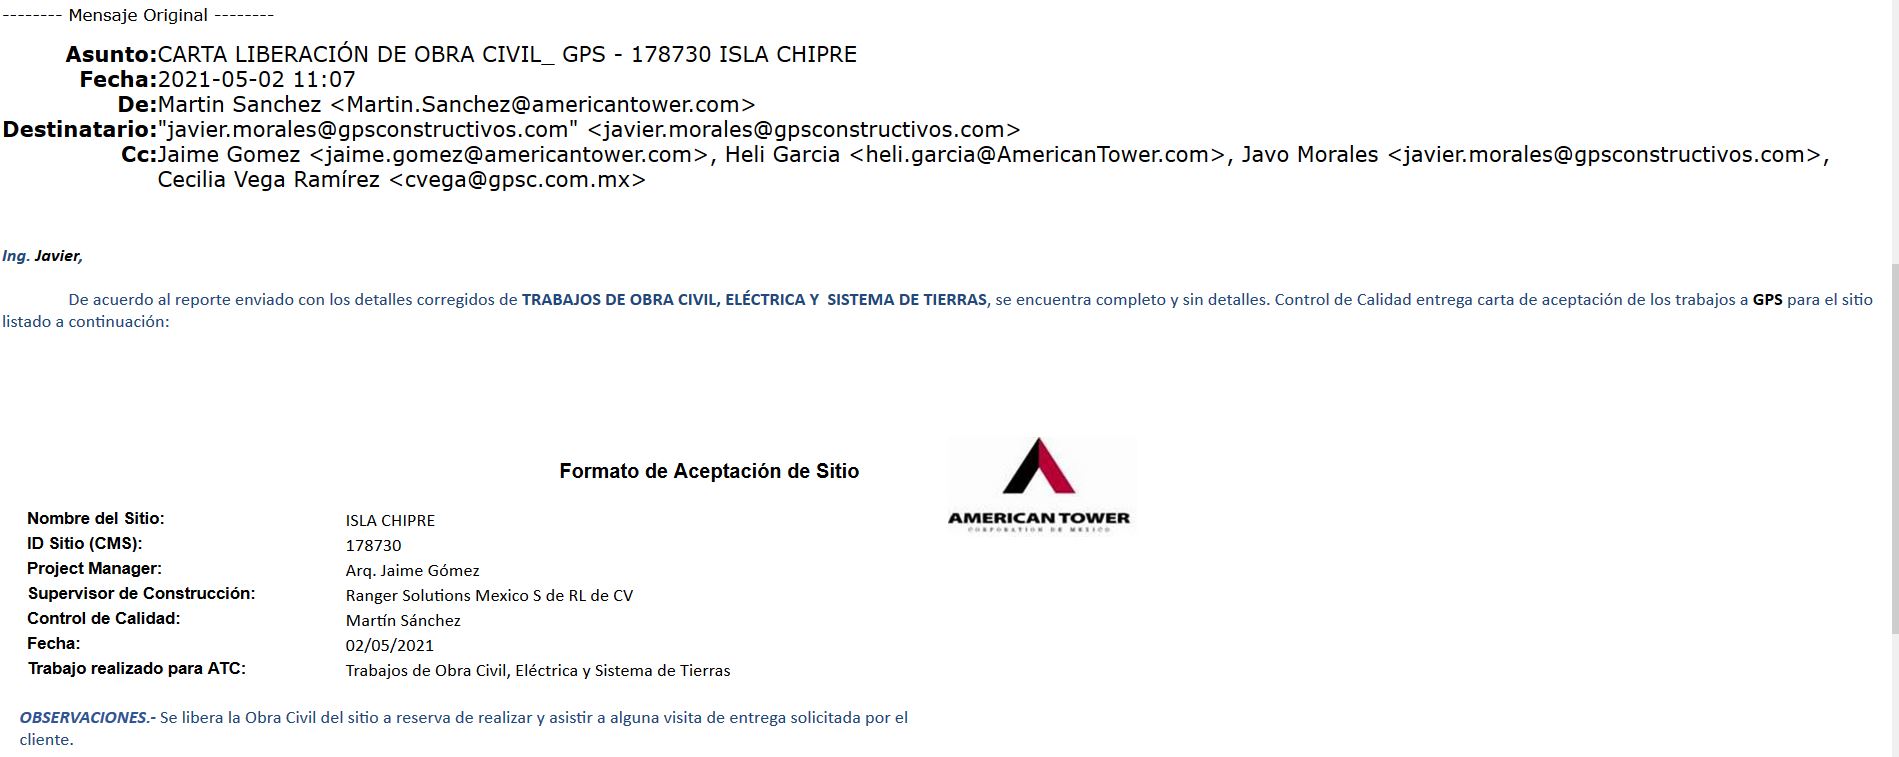 -------- Mensaje Original --------
Asunto:CARTA LIBERACIÓN DE OBRA CIVIL_ GPS - 178730 ISLA CHIPRE
Fecha:2021-05-02 11:07
De:Martin Sanchez <Martin.Sanchez@americantower.com>
Destinatario:"javier.morales@gpsconstructivos.com" <javier.morales@gpsconstructivos.com>
Cc:Jaime Gomez <jaime.gomez@americantower.com>, Heli Garcia <heli.garcia@AmericanTower.com>, Javo Morales <javier.morales@gpsconstructivos.com>,
Cecilia Vega Ramírez <cvega@gpsc.com.mx>
Ing. Javier,
De acuerdo al reporte enviado con los detalles corregidos de TRABAJOS DE OBRA CIVIL, ELÉCTRICA Y SISTEMA DE TIERRAS, se encuentra completo y sin detalles. Control de Calidad entrega carta de aceptación de los trabajos a GPS para el sitio
listado a continuación:
Formato de Aceptación de Sitio
AMERICAN TOWER
CORPORATION DE MEXICO
Nombre del Sitio: ISLA CHIPRE
ID Sitio (CMS): 178730
Project Manager: Arq. Jaime Gómez
Supervisor de Construcción: Ranger Solutions Mexico S de RL de CV
Control de Calidad: Martín Sánchez
Fecha: 02/05/2021
Trabajo realizado para ATC: Trabajos de Obra Civil, Eléctrica y Sistema de Tierras
OBSERVACIONES.- Se libera la Obra Civil del sitio a reserva de realizar y asistir a alguna visita de entrega solicitada por el
cliente.